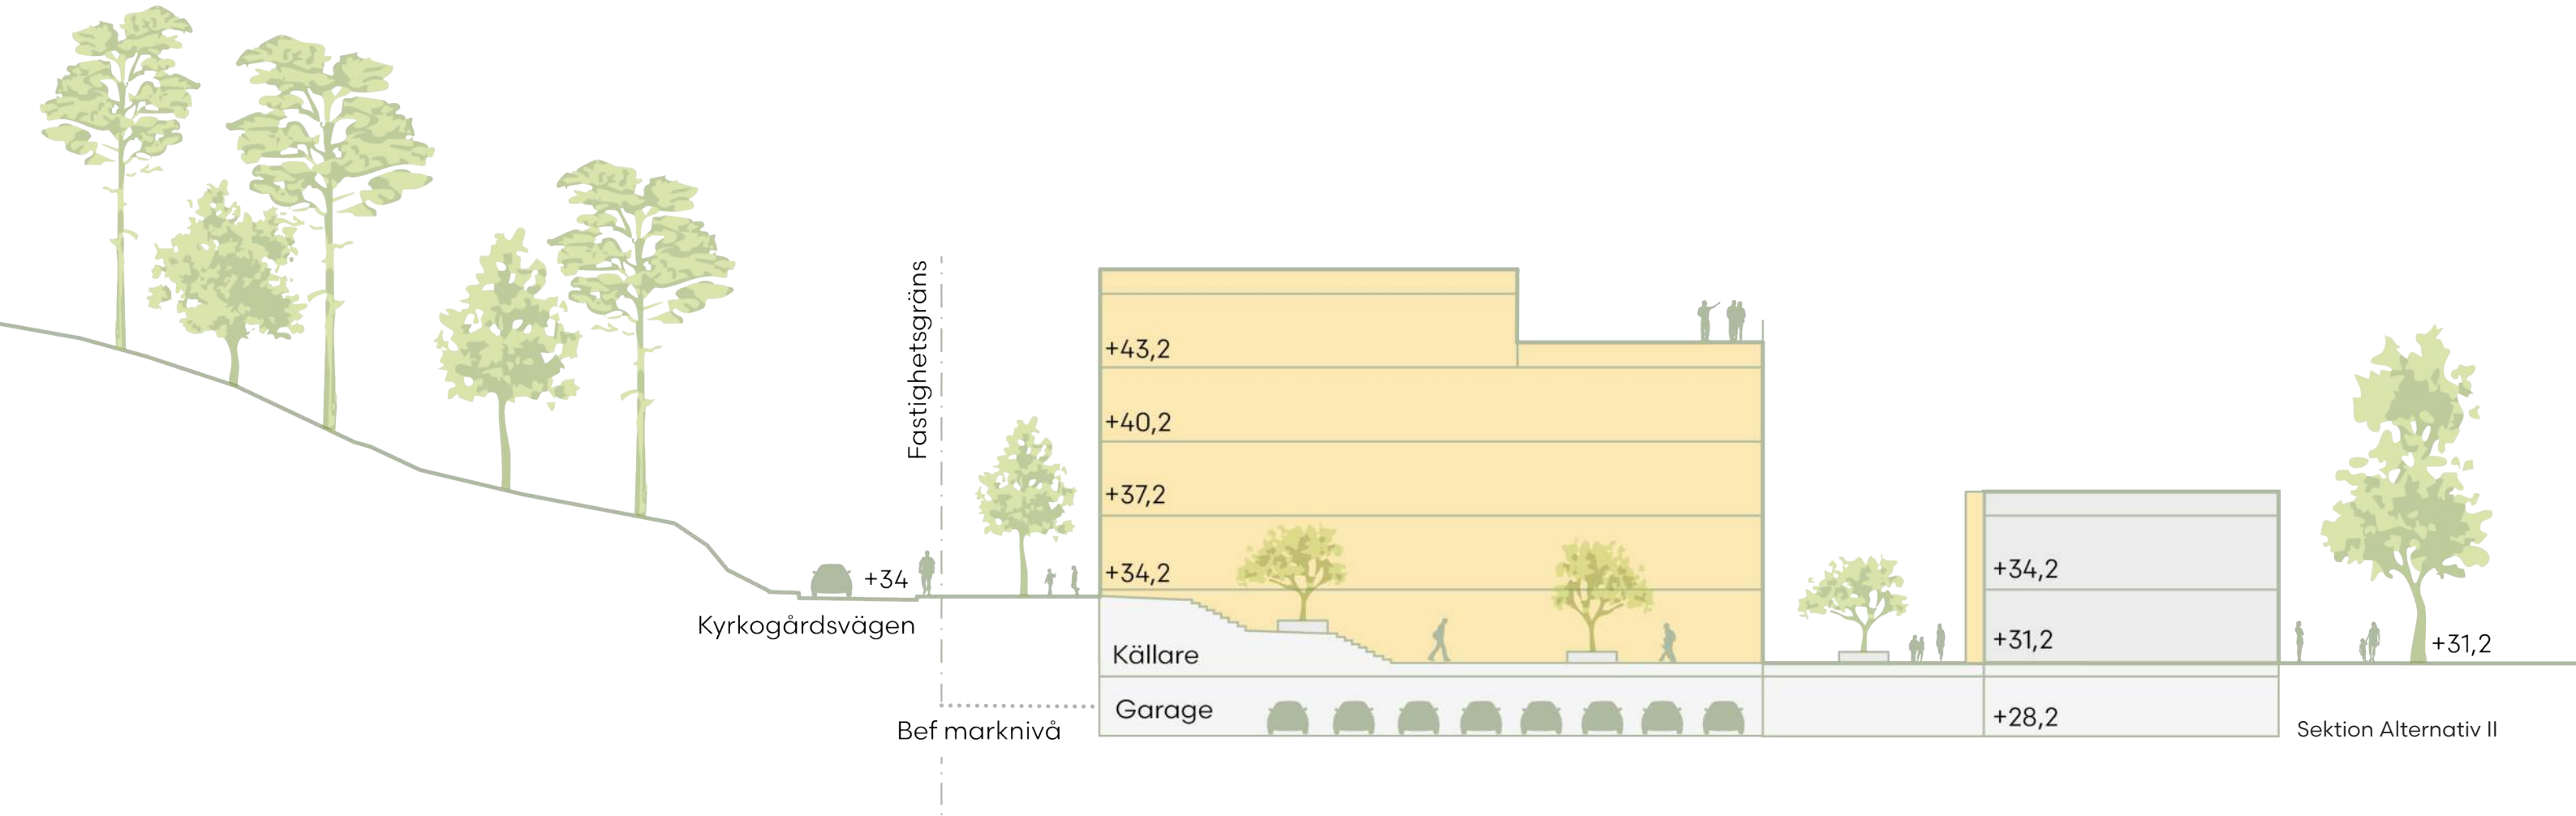 Fastighetsgräns
+43,2
+40,2
+37,2
+34,2
+34
Kyrkogårdsvägen
Källare
Garage
Bef marknivå
+34,2
+31,2
+28,2
+31,2
Sektion Alternativ II